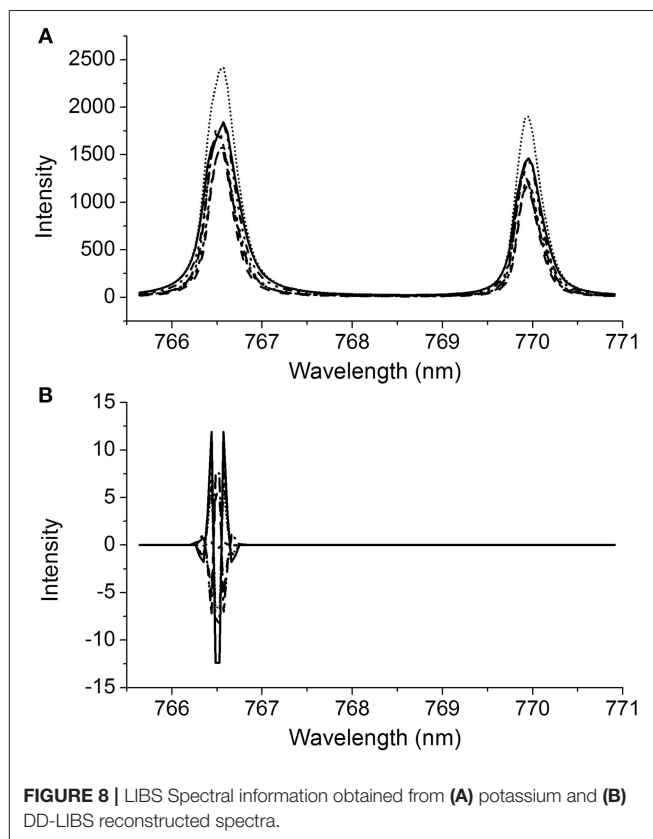 A
2500
2000
1500
1000
500
0
Intensity
766 767 768 769 770 771
Wavelength (nm)
B
15
10
5
0
-5
-10
-15
Intensity
766 767 768 769 770 771
Wavelength (nm)
FIGURE 8 | LIBS Spectral information obtained from (A) potassium and (B)
DD-LIBS reconstructed spectra.